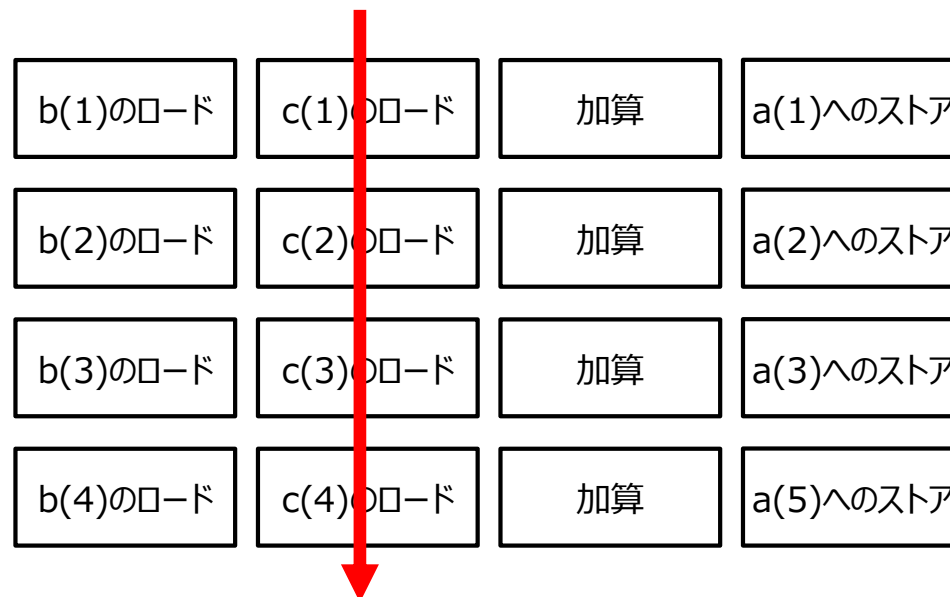 b(1)のロード
c(1)のロード
加算
a(1)へのストア
b(2)のロード
c(2)のロード
加算
a(2)へのストア
b(3)のロード
c(3)のロード
加算
a(3)へのストア
b(4)のロード
c(4)のロード
加算
a(5)へのストア